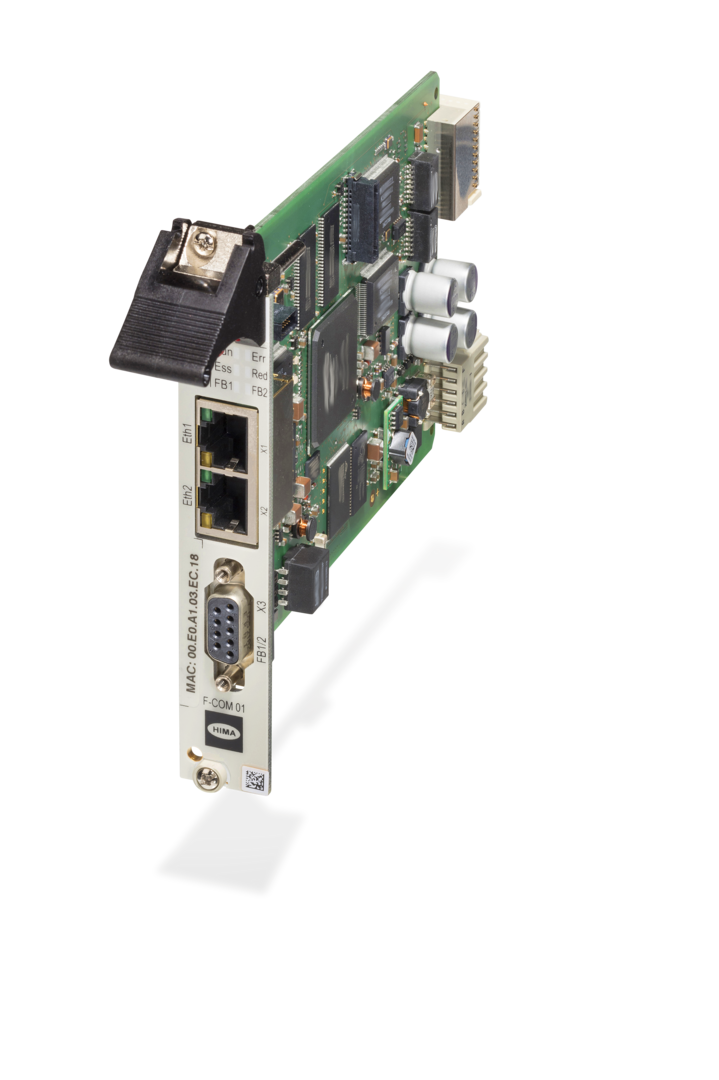 Err
Ess Red
FB1 FB2
Eth1 X1
Eth2 X2
MAC: 00.E0.A1.03.EC.18
X3
FB1/2
F-COM 01
HIMA